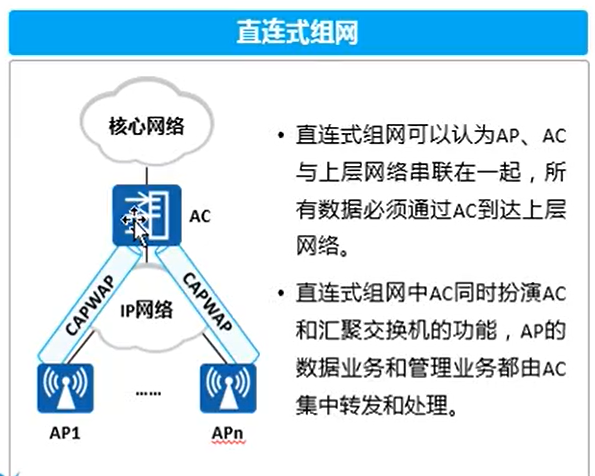 直连式组网
核心网络
AC
CAPWAP
CAPWAP
IP网络
......
AP1
APn
• 直连式组网可以认为AP、AC
与上层网络串联在一起，所
有数据必须通过AC到达上层
网络。
• 直连式组网中AC同时扮演AC
和汇聚交换机的功能，AP的
数据业务和管理业务都由AC
集中转发和处理。